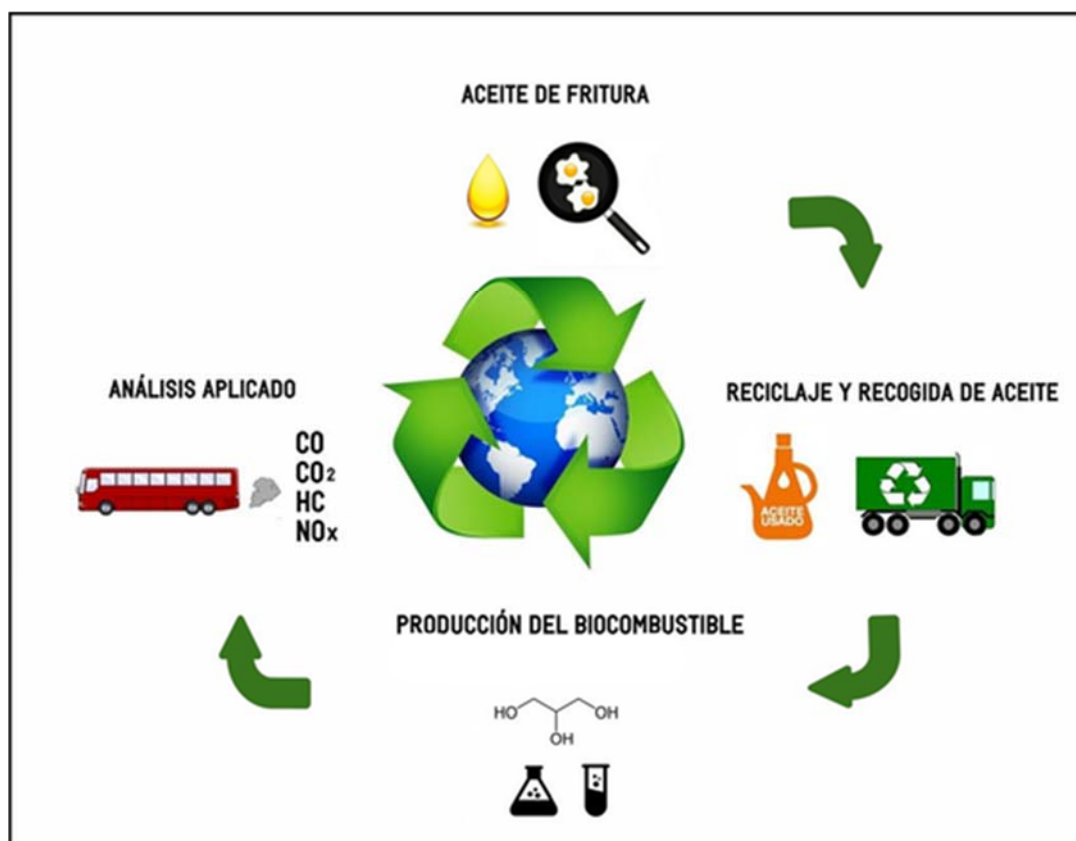 ACEITE DE FRITURA
ANÁLISIS APLICADO
CO
CO2
HC
NOx
RECICLAJE Y RECOGIDA DE ACEITE
ACEITE
USADO
PRODUCCIÓN DEL BIOCOMBUSTIBLE
HO
OH
OH